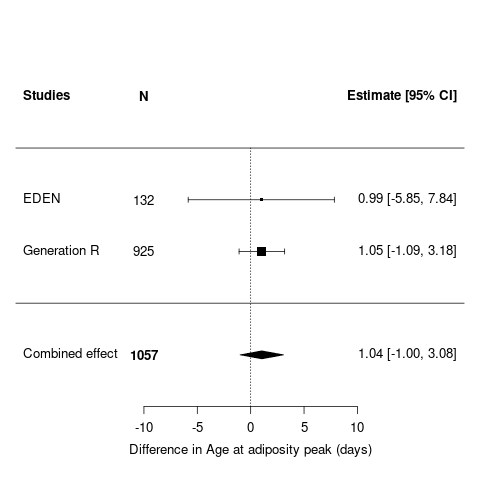 Studies N Estimate [95% CI]
EDEN 132 0.99 [-5.85, 7.84]
Generation R 925 1.05 [-1.09, 3.18]
Combined effect 1057 1.04 [-1.00, 3.08]
-10 -5 0 5 10
Difference in Age at adiposity peak (days)